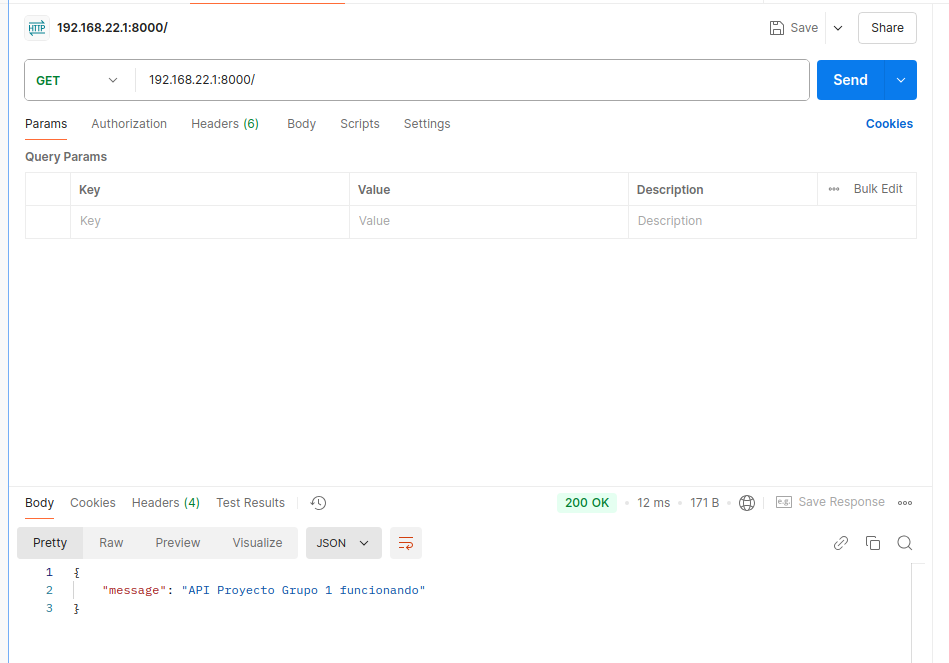 HTTP 192.168.22.1:8000/ Save Share
GET 192.168.22.1:8000/ Send
Params Authorization Headers (6) Body Scripts Settings Cookies
Query Params
Key Value Description Bulk Edit
Key Value Description
Body Cookies Headers (4) Test Results 200 OK 12 ms 171 B e.g. Save Response
Pretty Raw Preview Visualize JSON
1 {
2 "message": "API Proyecto Grupo 1 funcionando"
3 }